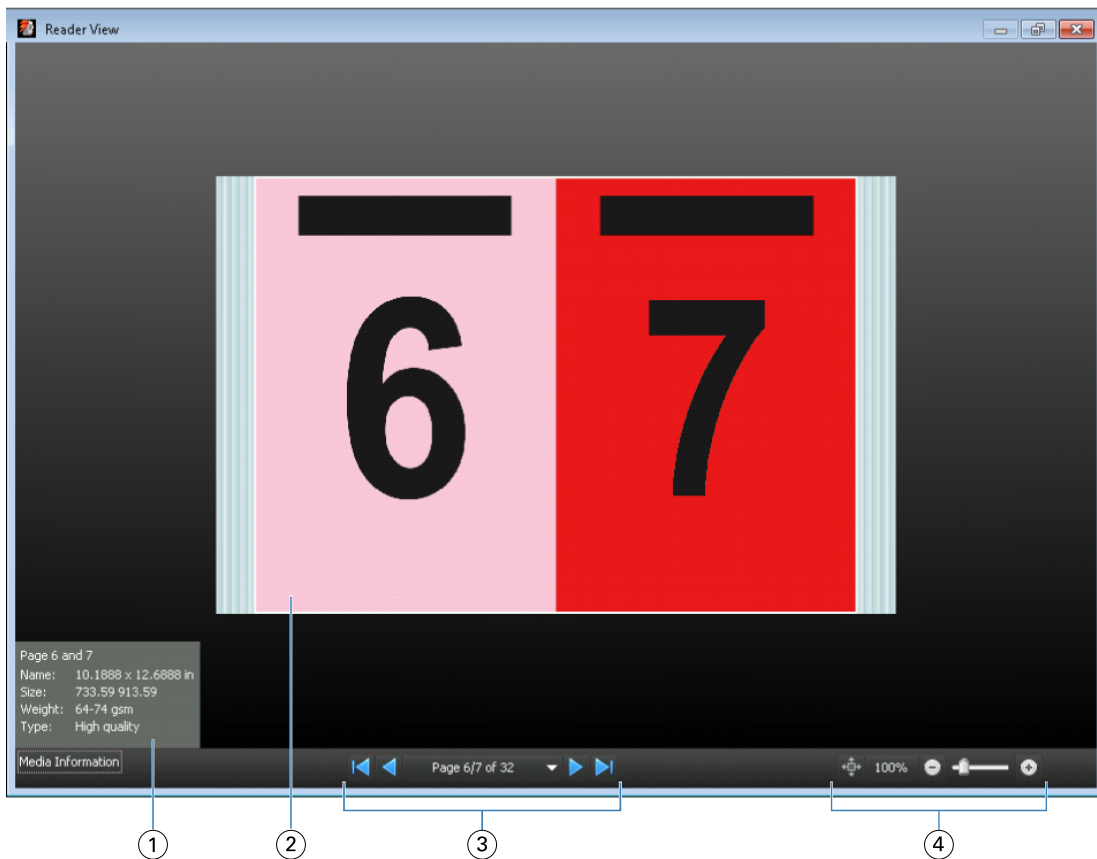 Reader View
6 7
Page 6 and 7
Name: 10.1888 x 12.6888 in
Size: 733.59 913.59
Weight: 64-74 gsm
Type: High quality
Media Information
Page 6/7 of 32
100%
1 2 3 4